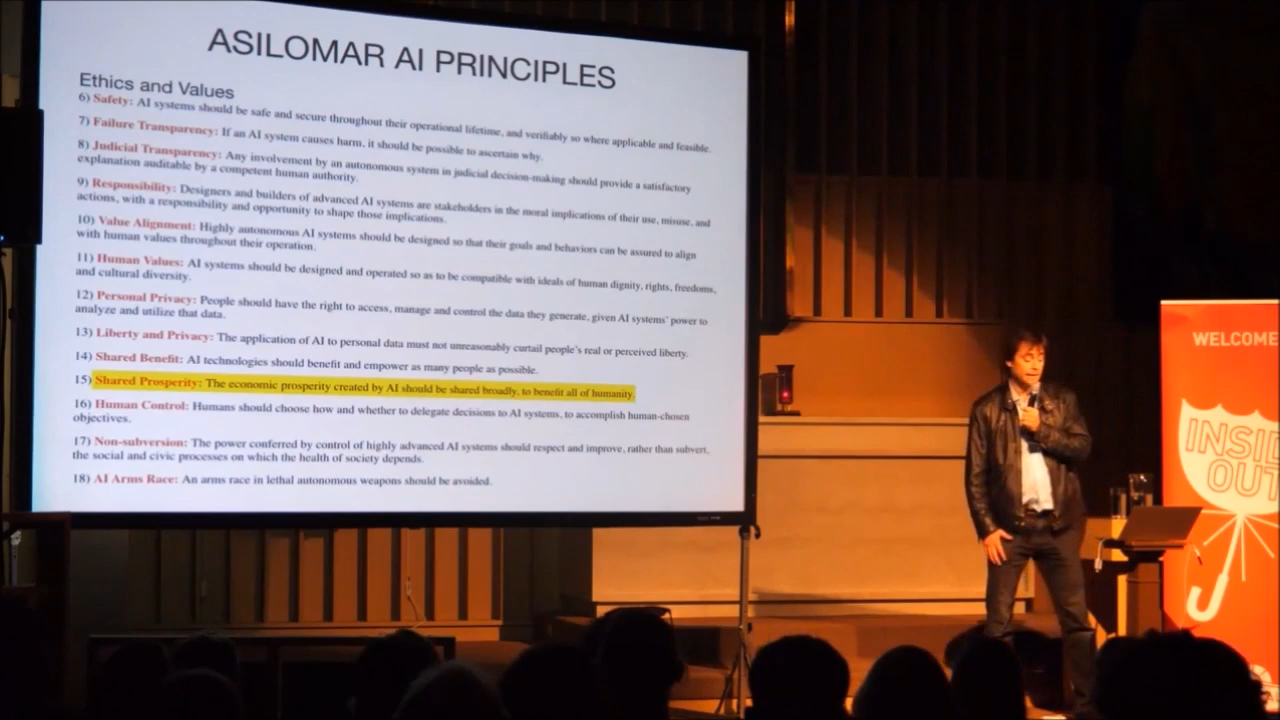 ASILOMAR AI PRINCIPLES
Ethics and Values
6) Safety: AI systems should be safe and secure throughout their operational lifetime, and verifiably so where applicable and feasible.
7) Failure Transparency: If an AI system causes harm, it should be possible to ascertain why.
8) Judicial Transparency: Any involvement by an autonomous system in judicial decision-making should provide a satisfactory
explanation auditable by a competent human authority.
9) Responsibility: Designers and builders of advanced AI systems are stakeholders in the moral implications of their use, misuse, and
actions, with a responsibility and opportunity to shape those implications.
10) Value Alignment: Highly autonomous AI systems should be designed so that their goals and behaviors can be assured to align
with human values throughout their operation.
11) Human Values: AI systems should be designed and operated so as to be compatible with ideals of human dignity, rights, freedoms,
and cultural diversity.
12) Personal Privacy: People should have the right to access, manage and control the data they generate, given AI systems' power to
analyze and utilize that data.
13) Liberty and Privacy: The application of AI to personal data must not unreasonably curtail people's real or perceived liberty.
14) Shared Benefit: AI technologies should benefit and empower as many people as possible.
15) Shared Prosperity: The economic prosperity created by AI should be shared broadly, to benefit all of humanity.
16) Human Control: Humans should choose how and whether to delegate decisions to AI systems, to accomplish human-chosen
objectives.
17) Non-subversion: The power conferred by control of highly advanced AI systems should respect and improve, rather than subvert,
the social and civic processes on which the health of society depends.
18) AI Arms Race: An arms race in lethal autonomous weapons should be avoided.
WELCOME
INSID
OUT